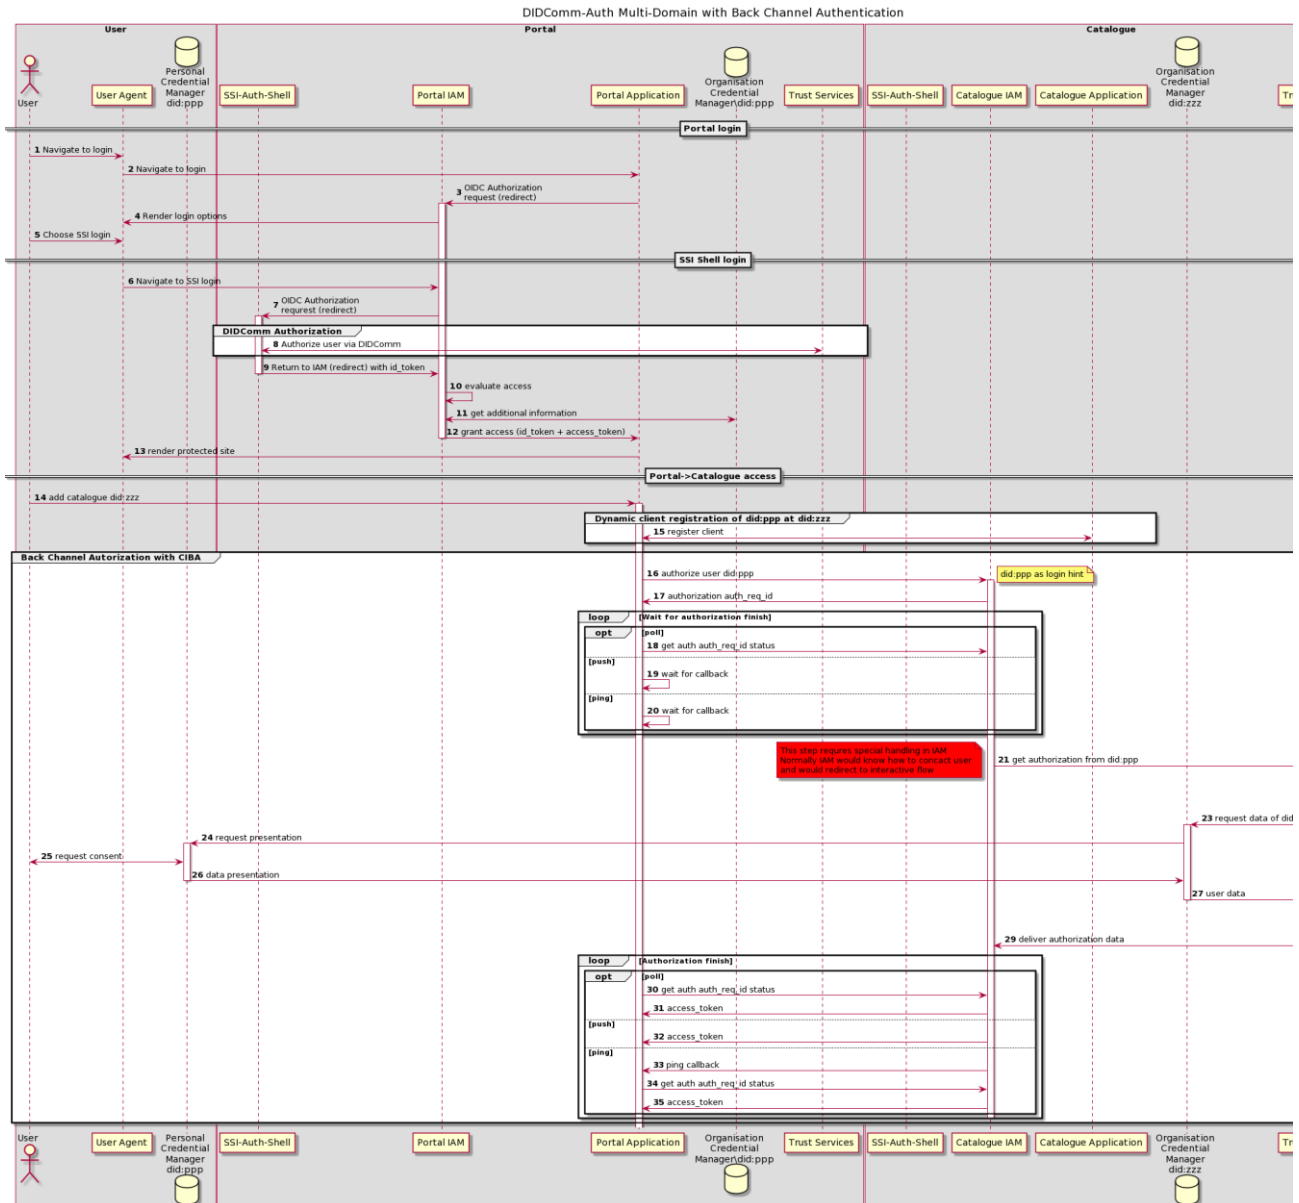 DIDComm-Auth Multi-Domain with Back Channel Authentication
User
Portal
Catalogue
User
User Agent
Personal
Credential
Manager
did:ppp
SSI-Auth-Shell
Portal IAM
Portal Application
Organisation
Credential
Manager\did:ppp
Trust Services
SSI-Auth-Shell
Catalogue IAM
Catalogue Application
Organisation
Credential
Manager
did:zzz
Tr
Portal login
1 Navigate to login
2 Navigate to login
3 OIDC Authorization
request (redirect)
4 Render login options
5 Choose SSI login
SSI Shell login
6 Navigate to SSI login
7 OIDC Authorization
requrest (redirect)
DIDComm Authorization
8 Authorize user via DIDComm
9 Return to IAM (redirect) with id_token
10 evaluate access
11 get additional information
12 grant access (id_token + access_token)
13 render protected site
Portal->Catalogue access
14 add catalogue did:zzz
Dynamic client registration of did:ppp at did:zzz
15 register client
Back Channel Autorization with CIBA
16 authorize user did:ppp
did:ppp as login hint
17 authorization auth_req_id
loop [Wait for authorization finish]
opt [poll]
18 get auth auth_req_id status
[push]
19 wait for callback
[ping]
20 wait for callback
This step requres special handling in IAM
Normally IAM would know how to concact user
and would redirect to interactive flow
21 get authorization from did:ppp
23 request data of did
24 request presentation
25 request consent
26 data presentation
27 user data
29 deliver authorization data
loop [Authorization finish]
opt [poll]
30 get auth auth_req_id status
31 access_token
[push]
32 access_token
[ping]
33 ping callback
34 get auth auth_req_id status
35 access_token
User
User Agent
Personal
Credential
Manager
did:ppp
SSI-Auth-Shell
Portal IAM
Portal Application
Organisation
Credential
Manager\did:ppp
Trust Services
SSI-Auth-Shell
Catalogue IAM
Catalogue Application
Organisation
Credential
Manager
did:zzz
Tr